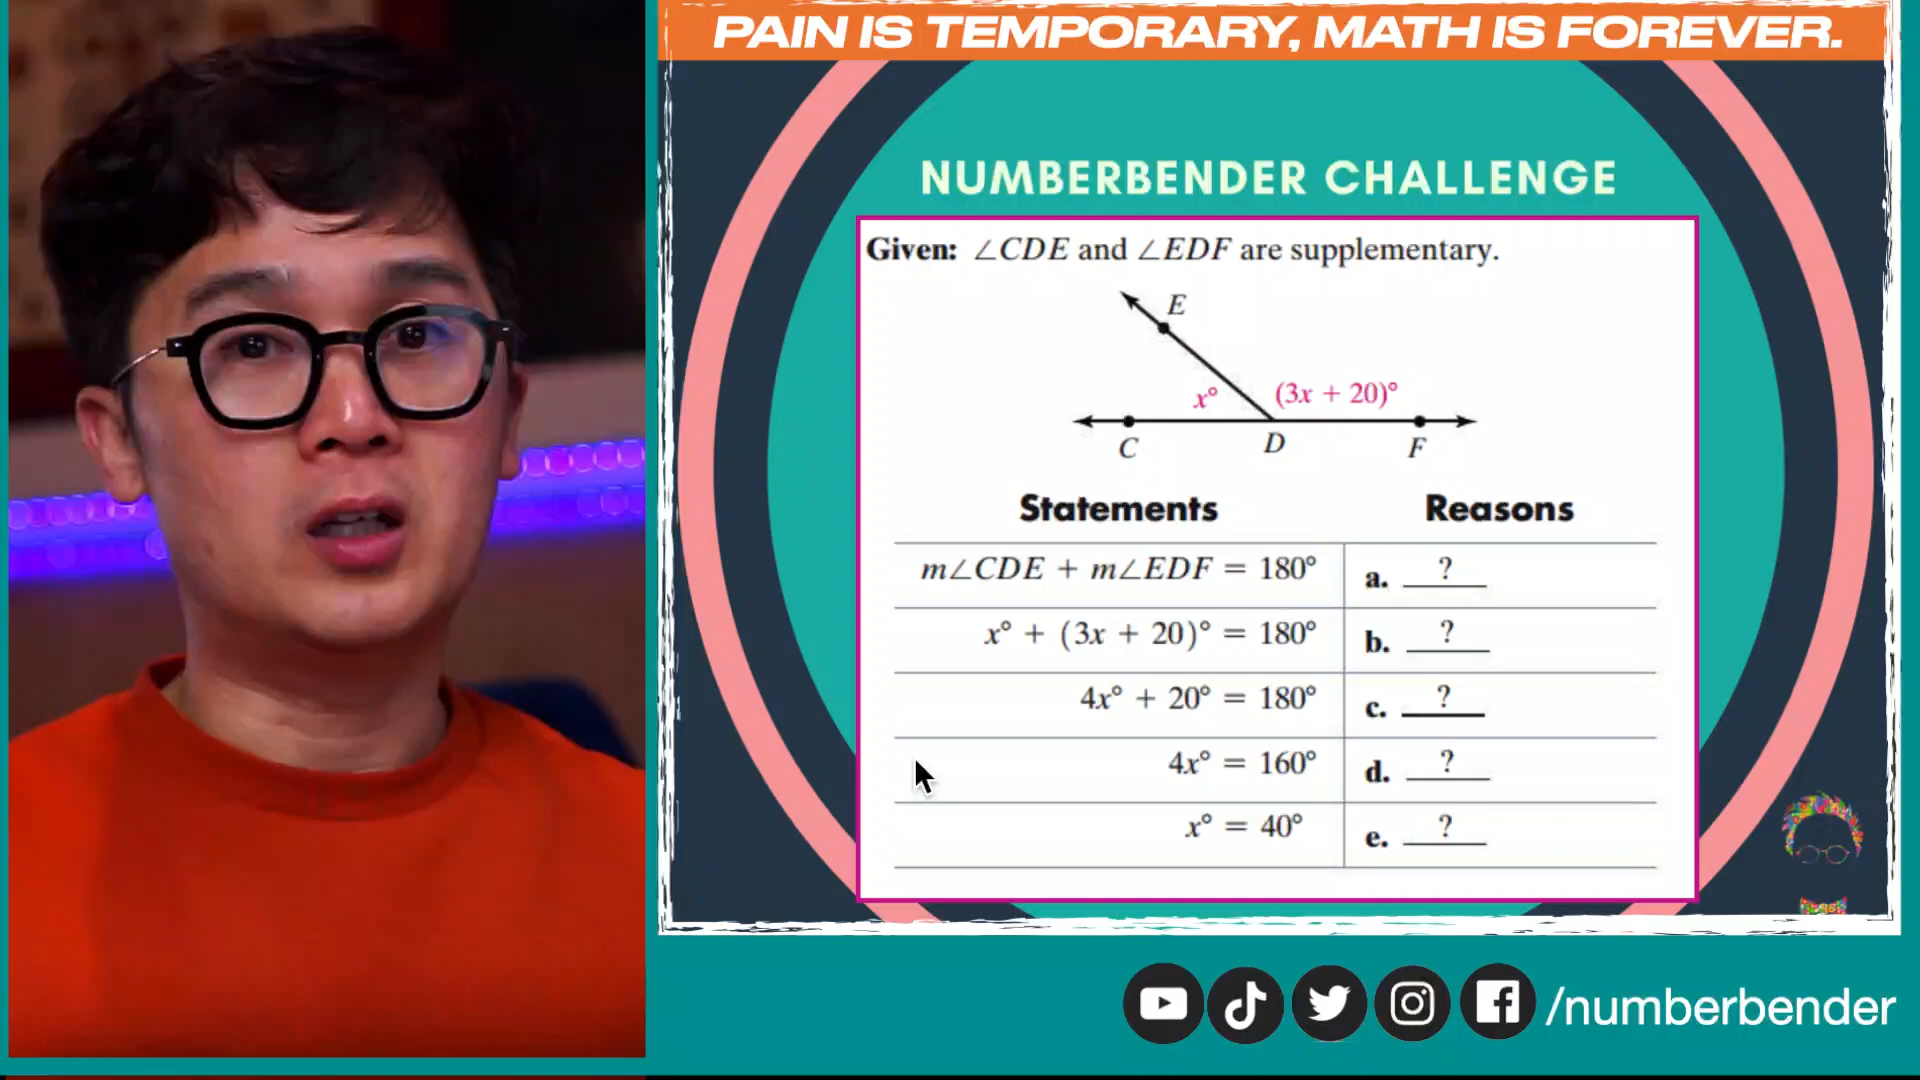 PAIN IS TEMPORARY, MATH IS FOREVER.
NUMBERBENDER CHALLENGE
Given: ∠CDE and ∠EDF are supplementary.
E
x° (3x + 20)°
C D F
Statements Reasons
m∠CDE + m∠EDF = 180° a. ?
x° + (3x + 20)° = 180° b. ?
4x° + 20° = 180° c. ?
4x° = 160° d. ?
x° = 40° e. ?
/numberbender